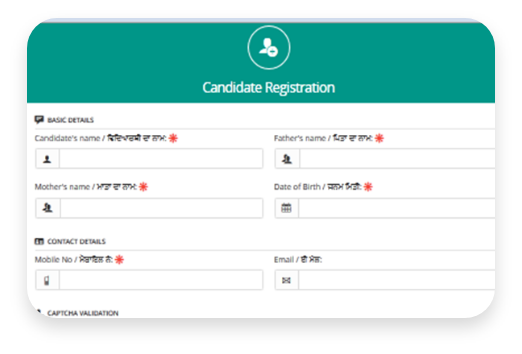 Candidate Registration
BASIC DETAILS
Candidate's name / ਵਿਦਿਆਰਥੀ ਦਾ ਨਾਮ:
Father's name / ਪਿਤਾ ਦਾ ਨਾਮ:
Mother's name / ਮਾਤਾ ਦਾ ਨਾਮ:
Date of Birth / ਜਨਮ ਮਿਤੀ:
CONTACT DETAILS
Mobile No / ਮੋਬਾਇਲ ਨੰ:
Email / ਈ ਮੇਲ:
CAPTCHA VALIDATION